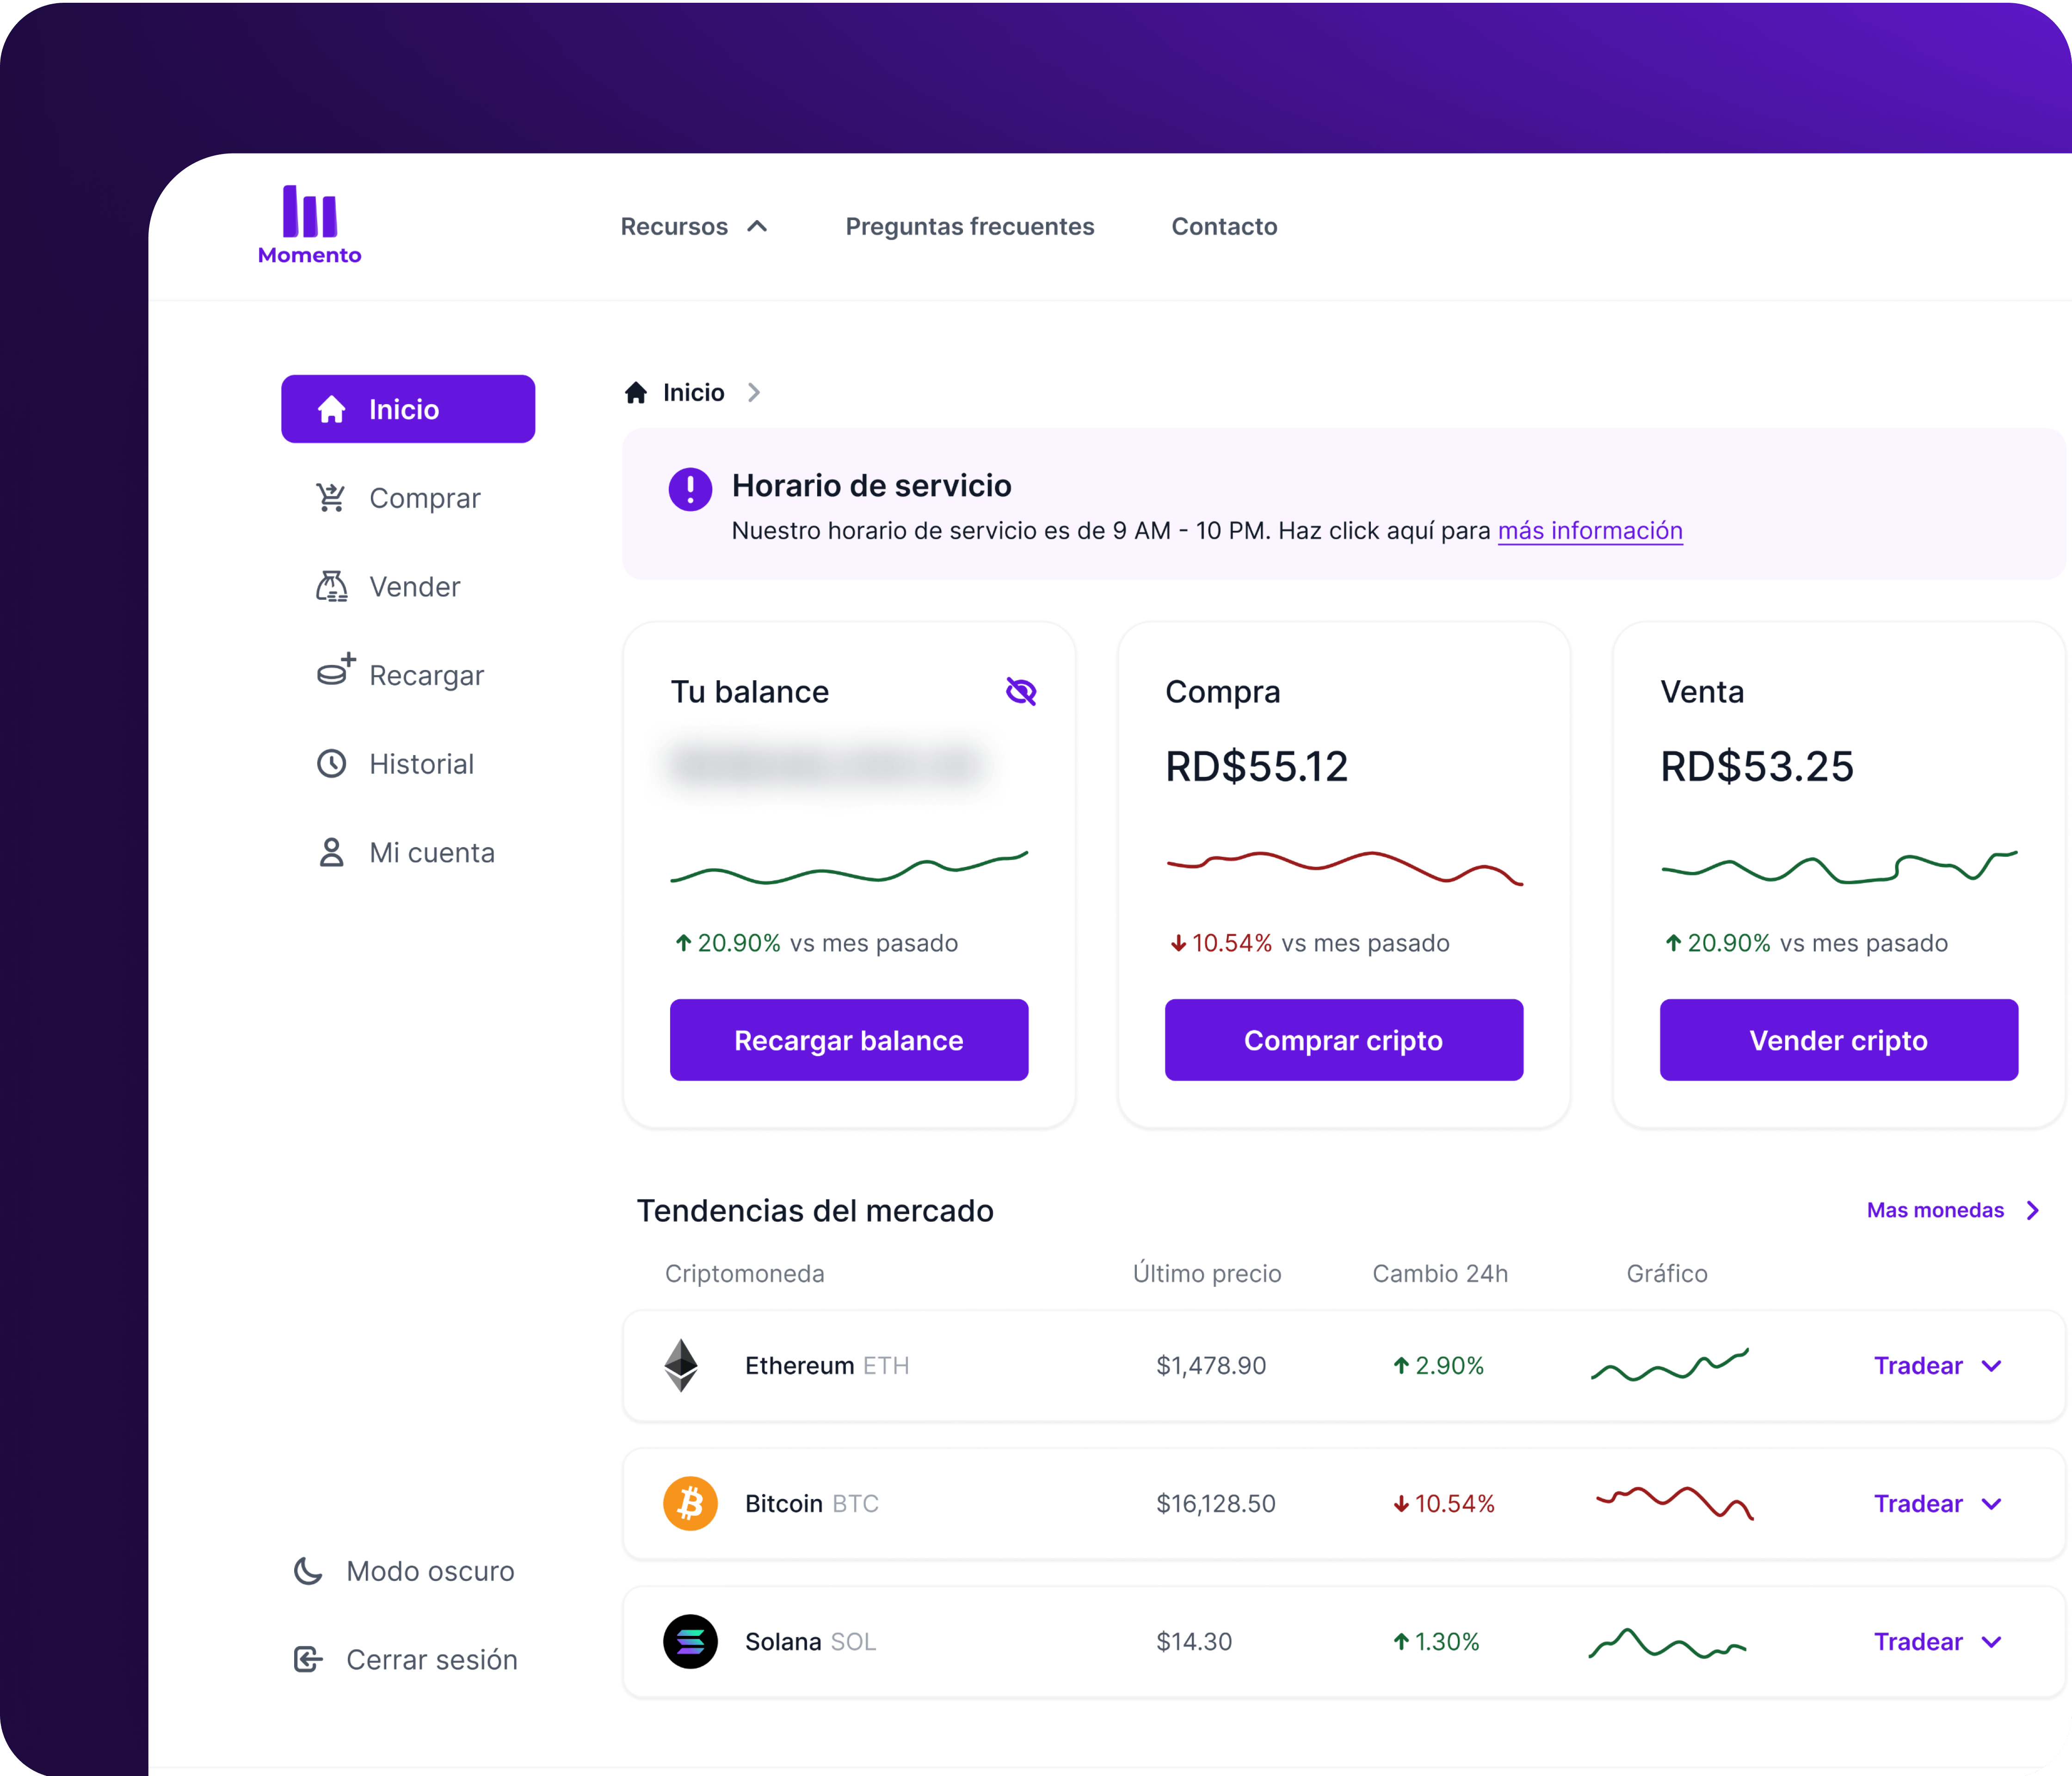 Momento
Recursos
Preguntas frecuentes
Contacto
Inicio
Comprar
Vender
Recargar
Historial
Mi cuenta
Modo oscuro
Cerrar sesión
Inicio
Horario de servicio
Nuestro horario de servicio es de 9 AM - 10 PM. Haz click aquí para más información
Tu balance
20.90% vs mes pasado
Recargar balance
Compra
RD$55.12
10.54% vs mes pasado
Comprar cripto
Venta
RD$53.25
20.90% vs mes pasado
Vender cripto
Tendencias del mercado
Mas monedas
Criptomoneda Último precio Cambio 24h Gráfico
Ethereum ETH $1,478.90 2.90% Tradear
Bitcoin BTC $16,128.50 10.54% Tradear
Solana SOL $14.30 1.30% Tradear